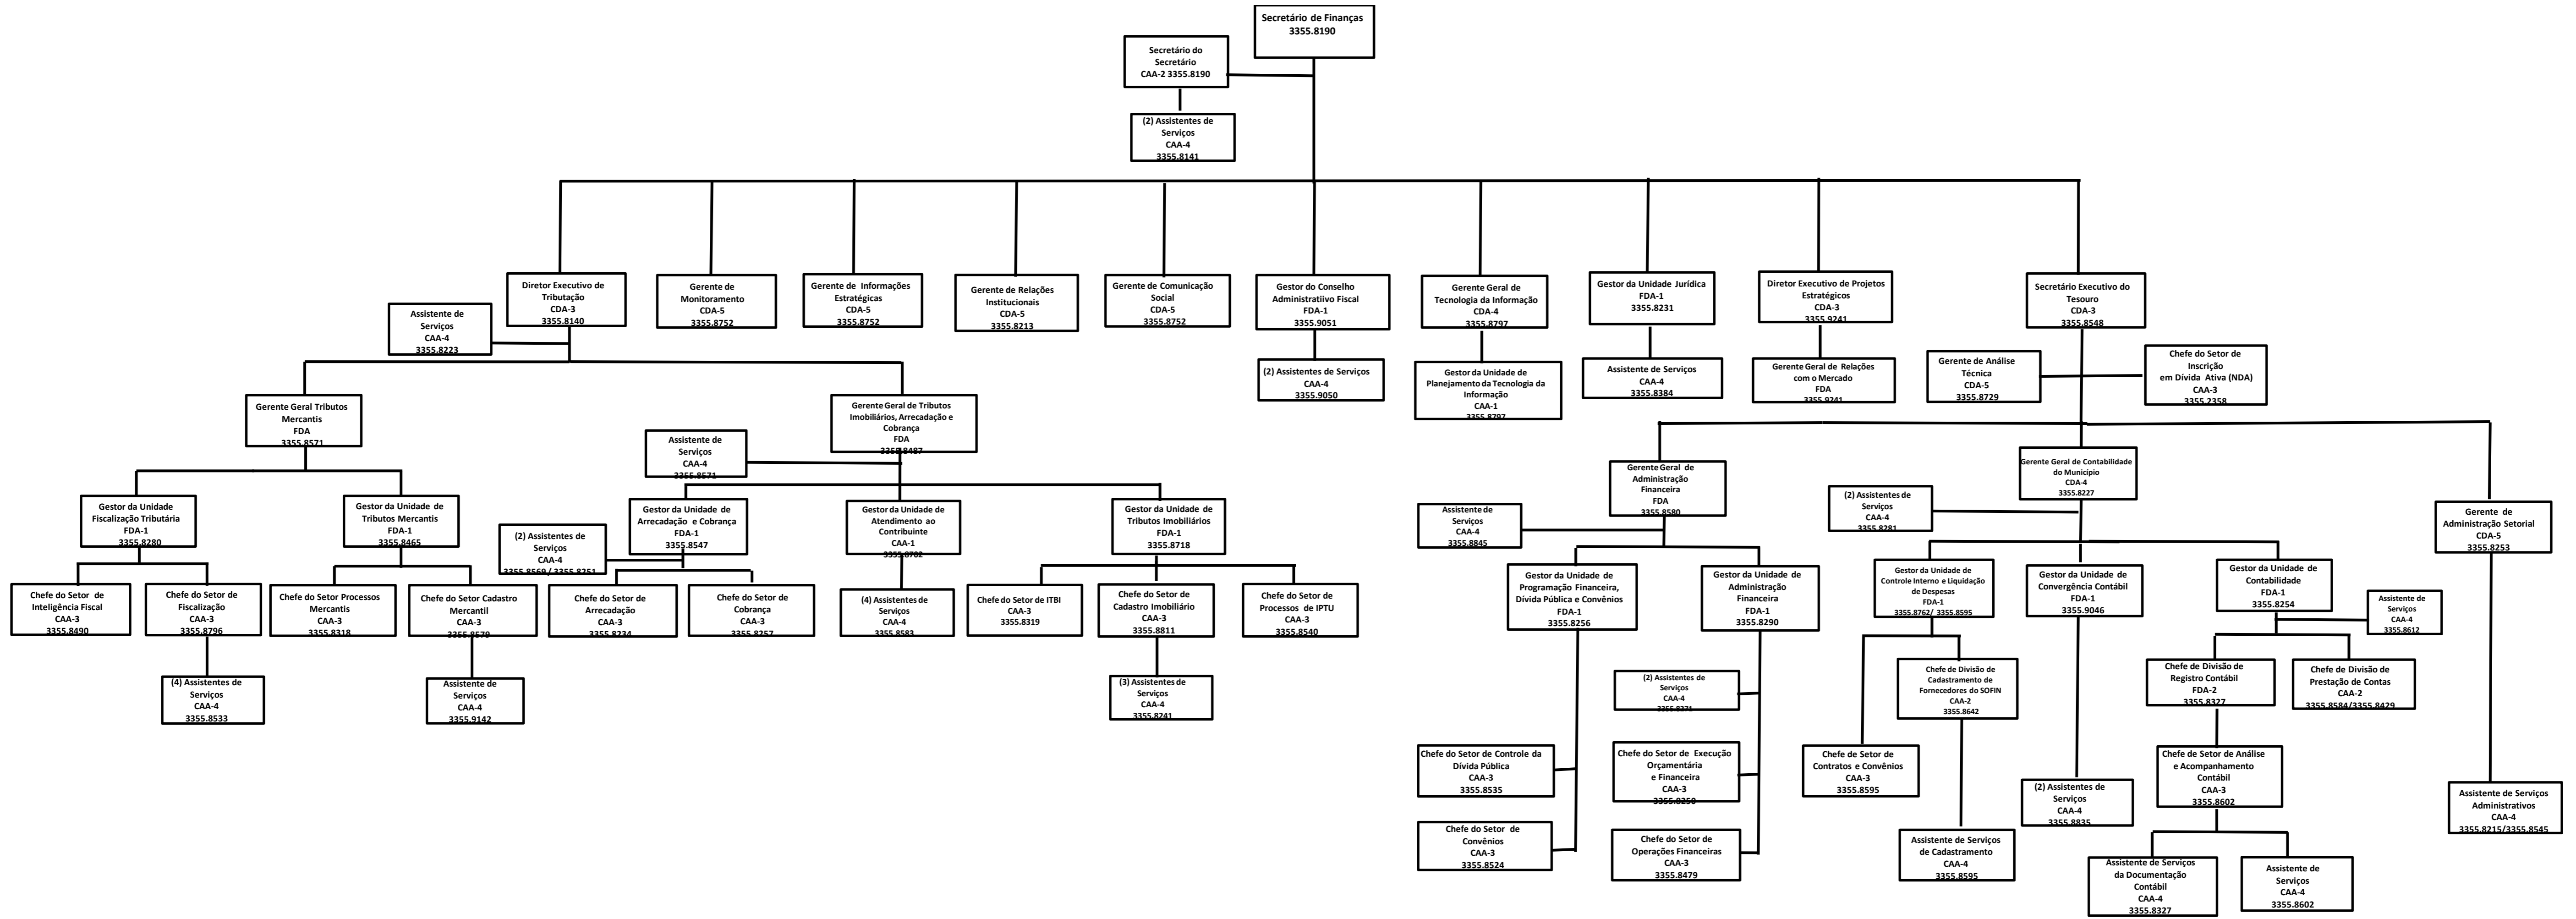 Secretário de Finanças
3355.8190
Secretário do
Secretário
CAA-2 3355.8190
(2) Assistentes de
Serviços
CAA-4
3355.8141
Diretor Executivo de
Tributação
CDA-3
3355.8140
Gerente de
Monitoramento
CDA-5
3355.8752
Gerente de Informações
Estratégicas
CDA-5
3355.8752
Gerente de Relações
Institucionais
CDA-5
3355.8213
Gerente de Comunicação
Social
CDA-5
3355.8752
Gestor do Conselho
Administratiivo Fiscal
FDA-1
3355.9051
Gerente Geral de
Tecnologia da Informação
CDA-4
3355.8797
Gestor da Unidade Jurídica
FDA-1
3355.8231
Diretor Executivo de Projetos
Estratégicos
CDA-3
3355.9241
Secretário Executivo do
Tesouro
CDA-3
3355.8548
Assistente de
Serviços
CAA-4
3355.8223
(2) Assistentes de Serviços
CAA-4
3355.9050
Gestor da Unidade de
Planejamento da Tecnologia da
Informação
CAA-1
3355.8797
Assistente de Serviços
CAA-4
3355.8384
Gerente Geral de Relações
com o Mercado
FDA
3355.9241
Gerente de Análise
Técnica
CDA-5
3355.8729
Chefe do Setor de
Inscrição
em Dívida Ativa (NDA)
CAA-3
3355.2358
Gerente Geral Tributos
Mercantis
FDA
3355.8571
Gerente Geral de Tributos
Imobiliários, Arrecadação e
Cobrança
FDA
3355.8487
Assistente de
Serviços
CAA-4
3355.8571
Gestor da Unidade
Fiscalização Tributária
FDA-1
3355.8280
Gestor da Unidade de
Tributos Mercantis
FDA-1
3355.8465
Gestor da Unidade de
Arrecadação e Cobrança
FDA-1
3355.8547
Gestor da Unidade de
Atendimento ao
Contribuinte
CAA-1
Gestor da Unidade de
Tributos Imobiliários
FDA-1
3355.8718
(2) Assistentes de
Serviços
CAA-4
3355.8569 / 3355.8251
Chefe do Setor de
Inteligência Fiscal
CAA-3
3355.8490
Chefe do Setor de
Fiscalização
CAA-3
3355.8796
Chefe do Setor Processos
Mercantis
CAA-3
3355.8318
Chefe do Setor Cadastro
Mercantil
CAA-3
3355.8579
Chefe do Setor de
Arrecadação
CAA-3
3355.8234
Chefe do Setor de
Cobrança
CAA-3
3355.8257
(4) Assistentes de
Serviços
CAA-4
3355.8583
Chefe do Setor de ITBI
CAA-3
3355.8319
Chefe do Setor de
Cadastro Imobiliário
CAA-3
3355.8811
Chefe do Setor de
Processos de IPTU
CAA-3
3355.8540
(4) Assistentes de
Serviços
CAA-4
3355.8533
Assistente de
Serviços
CAA-4
3355.9142
(3) Assistentes de
Serviços
CAA-4
3355.8241
Gerente Geral de
Administração
Financeira
FDA
3355.8580
Assistente de
Serviços
CAA-4
3355.8845
Gerente Geral de Contabilidade
do Município
CDA-4
3355.8227
(2) Assistentes de
Serviços
CAA-4
3355.8281
Gerente de
Administração Setorial
CDA-5
3355.8253
Gestor da Unidade de
Programação Financeira,
Dívida Pública e Convênios
FDA-1
3355.8256
Gestor da Unidade de
Administração
Financeira
FDA-1
3355.8290
Gestor da Unidade de
Controle Interno e Liquidação
de Despesas
FDA-1
3355.8762/ 3355.8595
Gestor da Unidade de
Convergência Contábil
FDA-1
3355.9046
Gestor da Unidade de
Contabilidade
FDA-1
3355.8254
Assistente de
Serviços
CAA-4
3355.8612
(2) Assistentes de
Serviços
CAA-4
3355.8271
Chefe de Divisão de
Cadastramento de
Fornecedores do SOFIN
CAA-2
3355.8642
Chefe de Divisão de
Registro Contábil
FDA-2
3355.8327
Chefe de Divisão de
Prestação de Contas
CAA-2
3355.8584/3355.8429
Chefe do Setor de Controle da
Dívida Pública
CAA-3
3355.8535
Chefe do Setor de Execução
Orçamentária
e Financeira
CAA-3
3355.8250
Chefe de Setor de
Contratos e Convênios
CAA-3
3355.8595
(2) Assistentes de
Serviços
CAA-4
3355.8835
Chefe de Setor de Análise
e Acompanhamento
Contábil
CAA-3
3355.8602
Assistente de Serviços
Administrativos
CAA-4
3355.8215/3355.8545
Chefe do Setor de
Convênios
CAA-3
3355.8524
Chefe do Setor de
Operações Financeiras
CAA-3
3355.8479
Assistente de Serviços
de Cadastramento
CAA-4
3355.8595
Assistente de Serviços
da Documentação
Contábil
CAA-4
3355.8327
Assistente de
Serviços
CAA-4
3355.8602